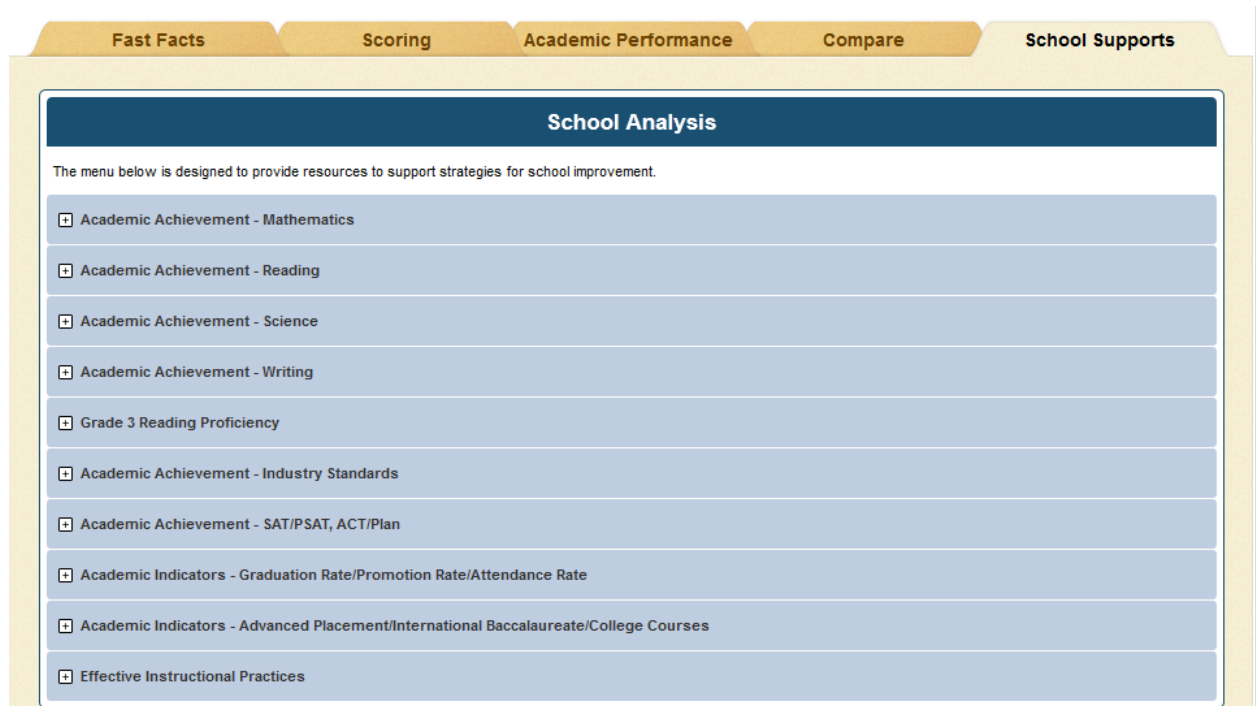 Fast Facts Scoring Academic Performance Compare School Supports
School Analysis
The menu below is designed to provide resources to support strategies for school improvement.
Academic Achievement - Mathematics
Academic Achievement - Reading
Academic Achievement - Science
Academic Achievement - Writing
Grade 3 Reading Proficiency
Academic Achievement - Industry Standards
Academic Achievement - SAT/PSAT, ACT/Plan
Academic Indicators - Graduation Rate/Promotion Rate/Attendance Rate
Academic Indicators - Advanced Placement/International Baccalaureate/College Courses
Effective Instructional Practices